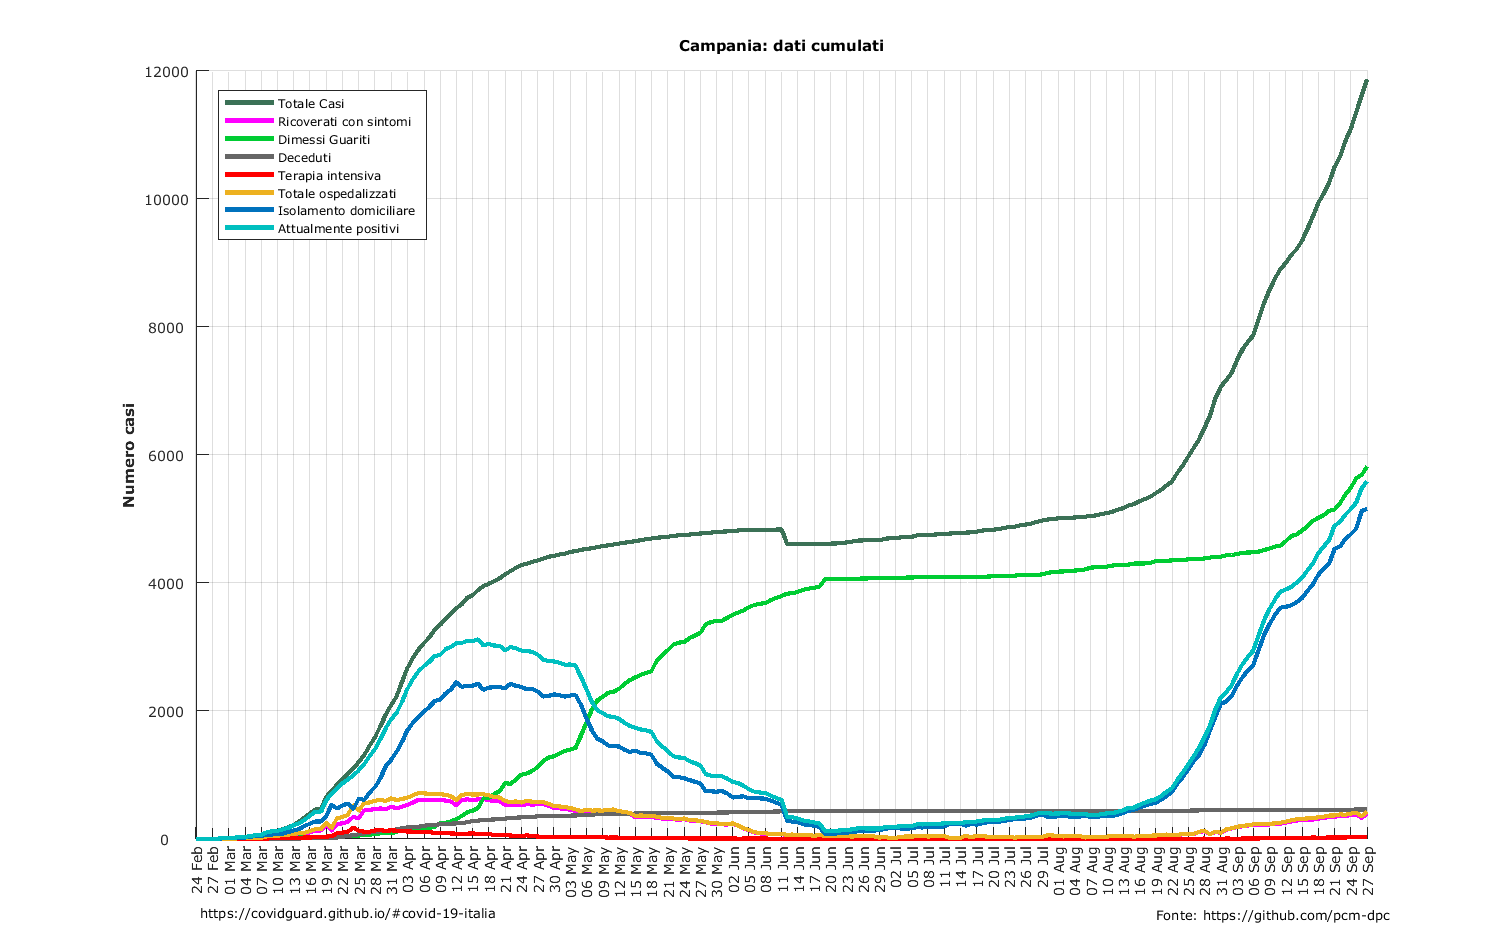 Campania: dati cumulati
12000
10000
8000
6000
4000
2000
0
Numero casi
Totale Casi
Ricoverati con sintomi
Dimessi Guariti
Deceduti
Terapia intensiva
Totale ospedalizzati
Isolamento domiciliare
Attualmente positivi
24 Feb
27 Feb
01 Mar
04 Mar
07 Mar
10 Mar
13 Mar
16 Mar
19 Mar
22 Mar
25 Mar
28 Mar
31 Mar
03 Apr
06 Apr
09 Apr
12 Apr
15 Apr
18 Apr
21 Apr
24 Apr
27 Apr
30 Apr
03 May
06 May
09 May
12 May
15 May
18 May
21 May
24 May
27 May
30 May
02 Jun
05 Jun
08 Jun
11 Jun
14 Jun
17 Jun
20 Jun
23 Jun
26 Jun
29 Jun
02 Jul
05 Jul
08 Jul
11 Jul
14 Jul
17 Jul
20 Jul
23 Jul
26 Jul
29 Jul
01 Aug
04 Aug
07 Aug
10 Aug
13 Aug
16 Aug
19 Aug
22 Aug
25 Aug
28 Aug
31 Aug
03 Sep
06 Sep
09 Sep
12 Sep
15 Sep
18 Sep
21 Sep
24 Sep
27 Sep
https://covidguard.github.io/#covid-19-italia
Fonte: https://github.com/pcm-dpc